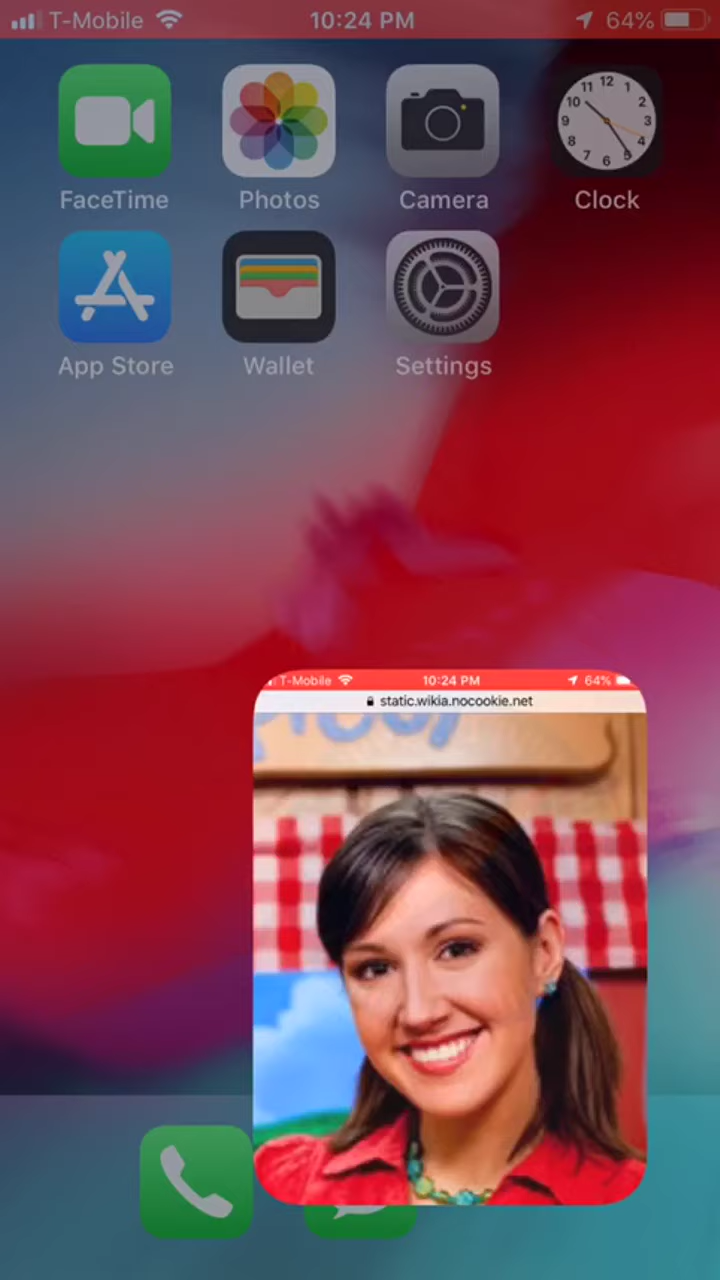 T-Mobile 10:24 PM 64%
FaceTime Photos Camera Clock
App Store Wallet Settings
T-Mobile 10:24 PM 64%
static.wikia.nocookie.net